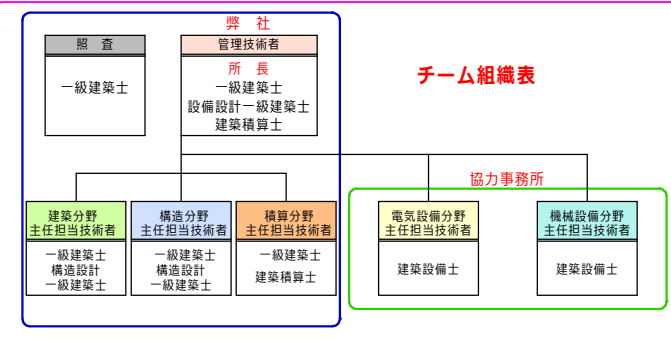 弊 社
照 査
一級建築士
管理技術者
所 長
一級建築士
設備設計一級建築士
建築積算士
チーム組織表
協力事務所
建築分野
主任担当技術者
一級建築士
構造設計
一級建築士
構造分野
主任担当技術者
一級建築士
構造設計
一級建築士
積算分野
主任担当技術者
一級建築士
建築積算士
電気設備分野
主任担当技術者
建築設備士
機械設備分野
主任担当技術者
建築設備士